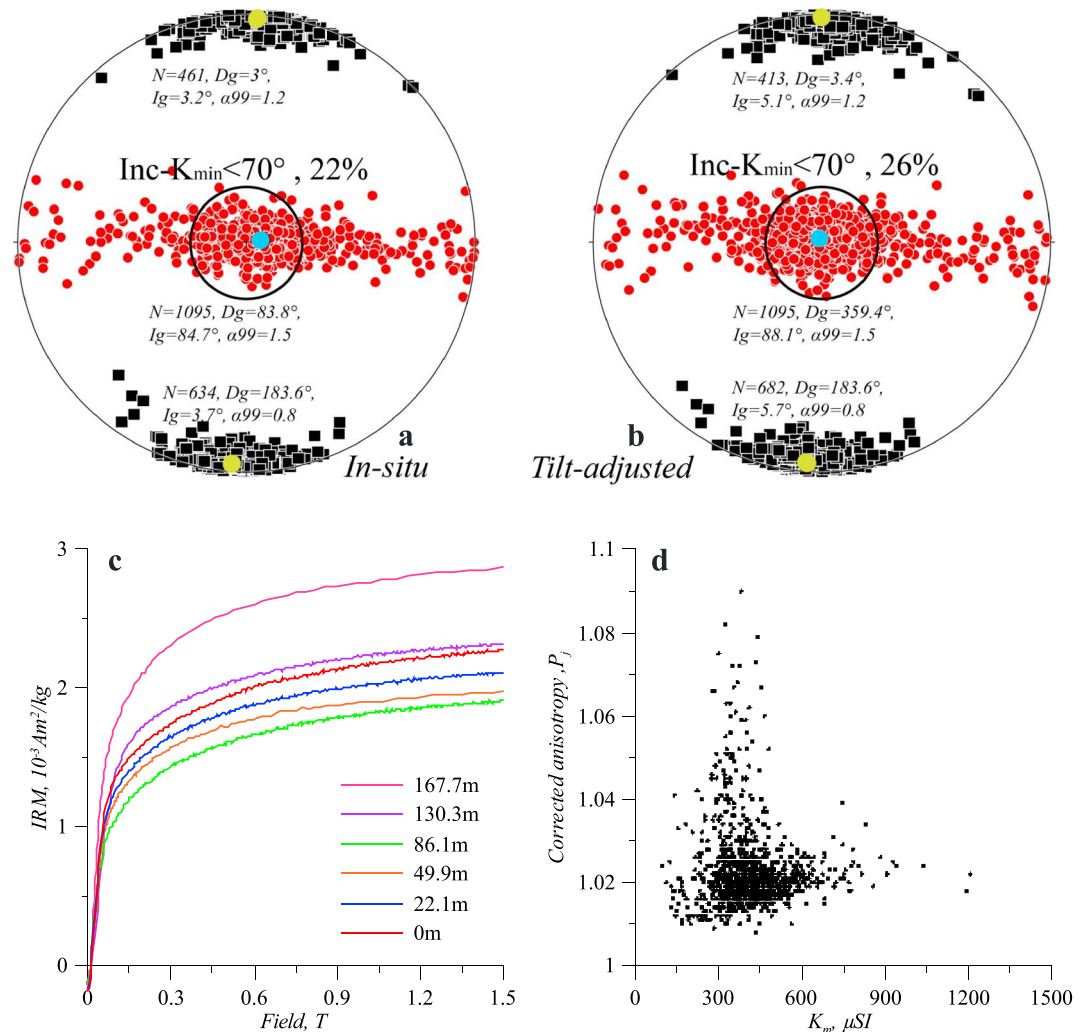 N=461, Dg=3°,
Ig=3.2°, α99=1.2
Inc-Kmin<70° , 22%
N=1095, Dg=83.8°,
Ig=84.7°, α99=1.5
N=634, Dg=183.6°,
Ig=3.7°, α99=0.8
a
In-situ
N=413, Dg=3.4°,
Ig=5.1°, α99=1.2
Inc-Kmin<70° , 26%
N=1095, Dg=359.4°,
Ig=88.1°, α99=1.5
N=682, Dg=183.6°,
Ig=5.7°, α99=0.8
b
Tilt-adjusted
c
IRM, 10⁻³ Am²/kg
3
2
1
0
167.7m
130.3m
86.1m
49.9m
22.1m
0m
0 0.3 0.6 0.9 1.2 1.5
Field, T
d
Corrected anisotropy ,Pj
1.1
1.08
1.06
1.04
1.02
1
0 300 600 900 1200 1500
Km, μSI